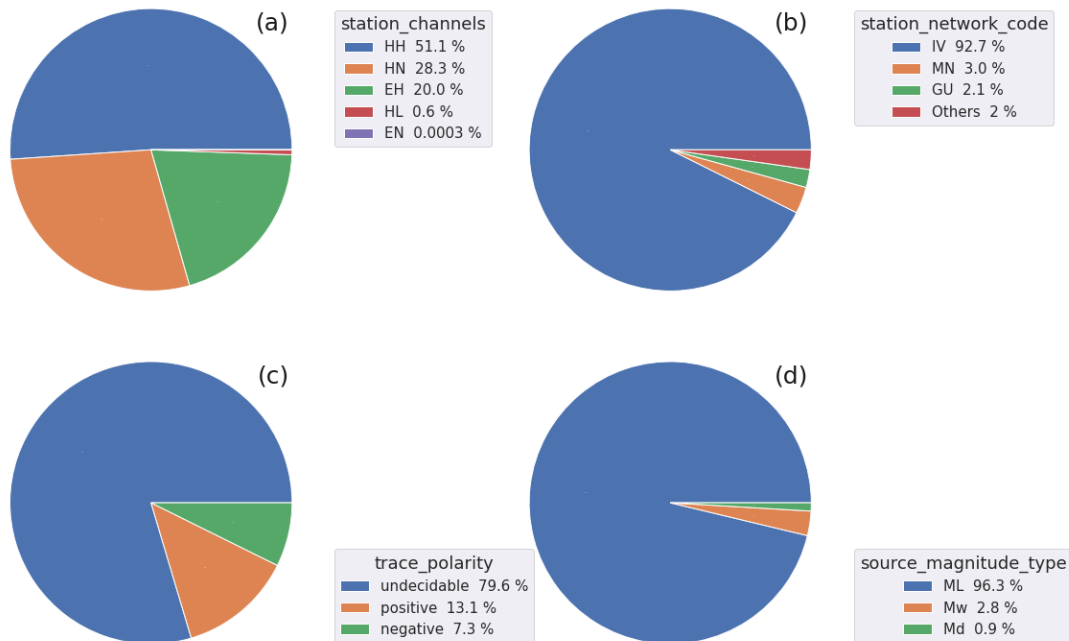 (a)
station_channels
HH 51.1 %
HN 28.3 %
EH 20.0 %
HL 0.6 %
EN 0.0003 %
(b)
station_network_code
IV 92.7 %
MN 3.0 %
GU 2.1 %
Others 2 %
(c)
trace_polarity
undecidable 79.6 %
positive 13.1 %
negative 7.3 %
(d)
source_magnitude_type
ML 96.3 %
Mw 2.8 %
Md 0.9 %